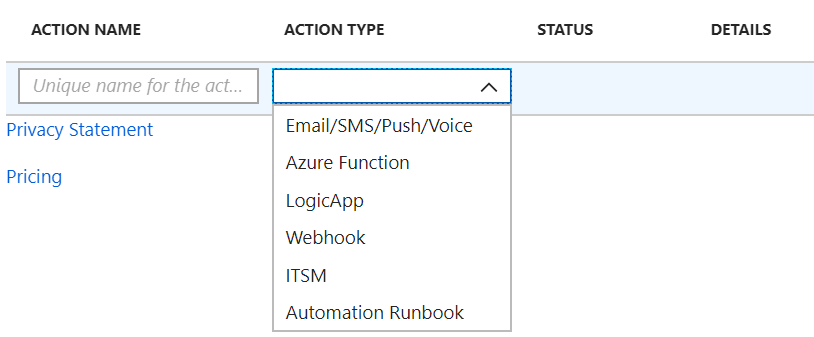 ACTION NAME ACTION TYPE STATUS DETAILS
Unique name for the act...
Privacy Statement
Pricing
Email/SMS/Push/Voice
Azure Function
LogicApp
Webhook
ITSM
Automation Runbook